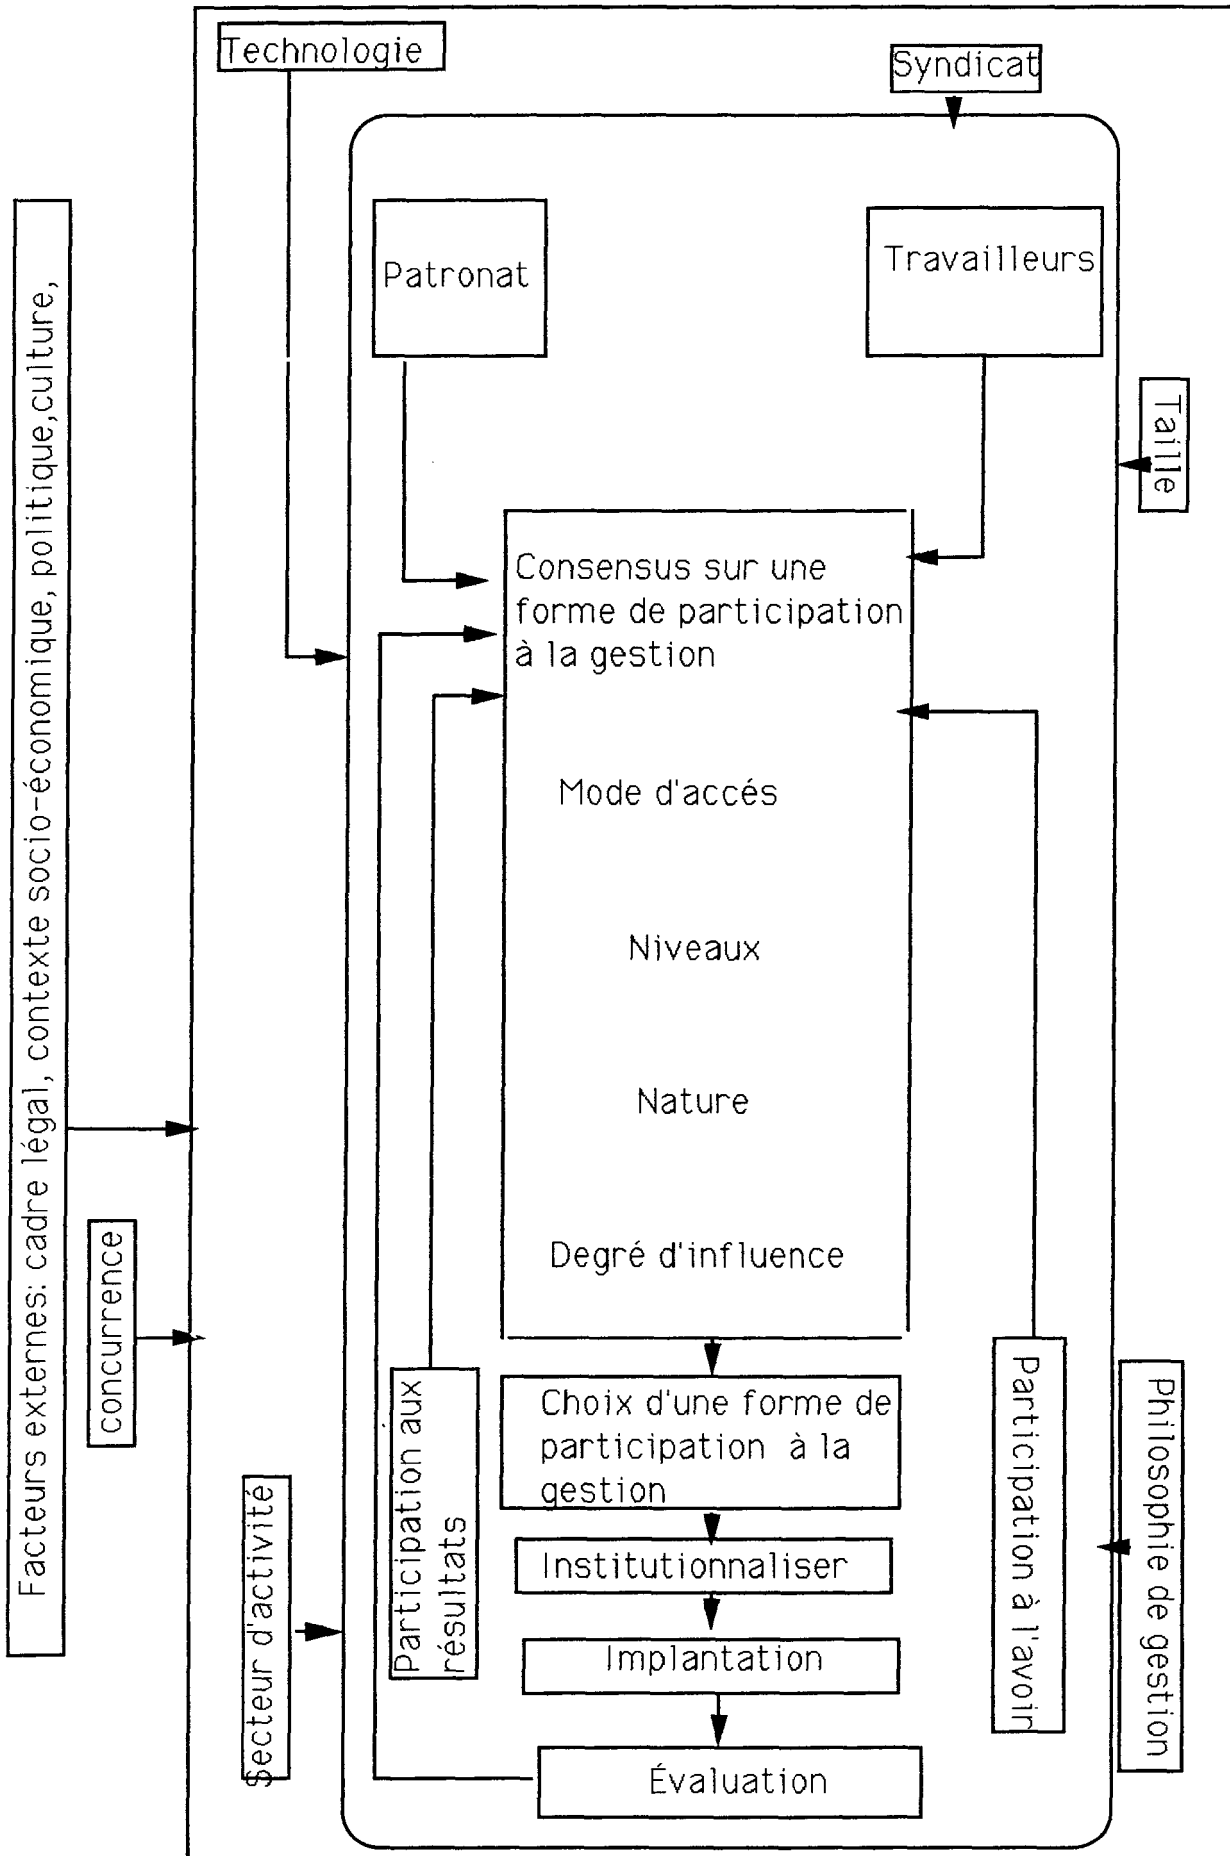 Technologie
Syndicat
Patronat
Travailleurs
Taille
Facteurs externes: cadre légal, contexte socio-économique, politique,culture,
Consensus sur une
forme de participation
à la gestion
Mode d'accés
Niveaux
Nature
Degré d'influence
concurrence
Secteur d'activité
Participation aux
résultats
Choix d'une forme de
participation à la
gestion
Institutionnaliser
Implantation
Évaluation
Participation à l'avoir
Philosophie de gestion